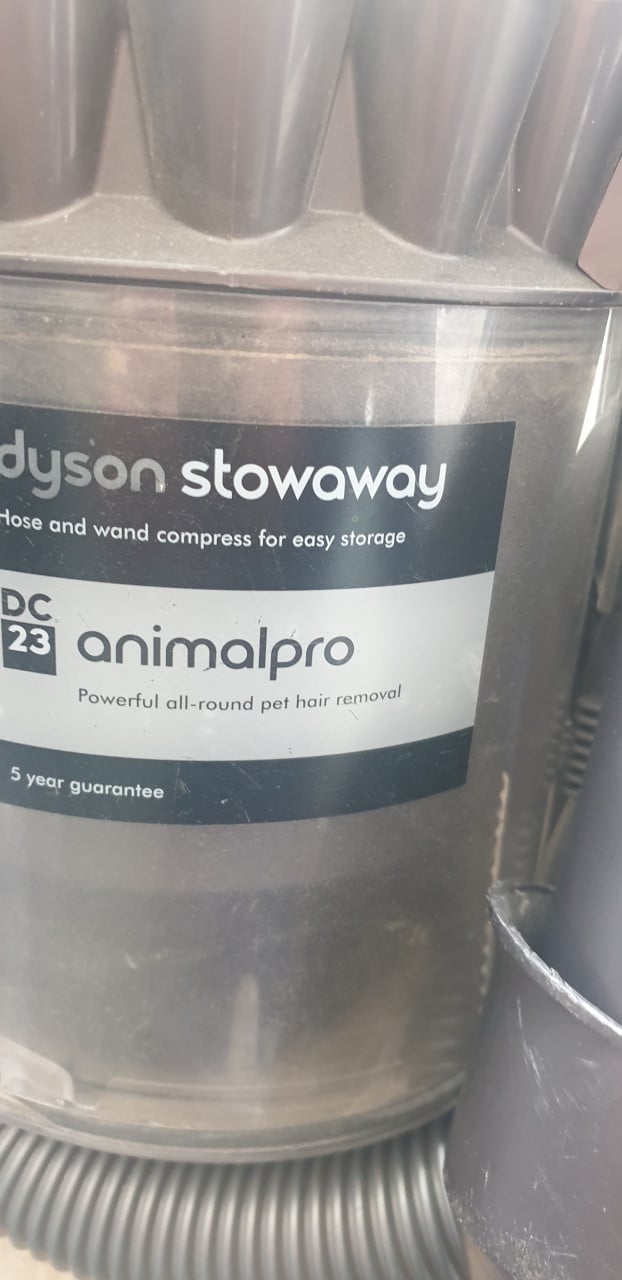 dyson stowaway
Hose and wand compress for easy storage
DC
23 animalpro
Powerful all-round pet hair removal
5 year guarantee